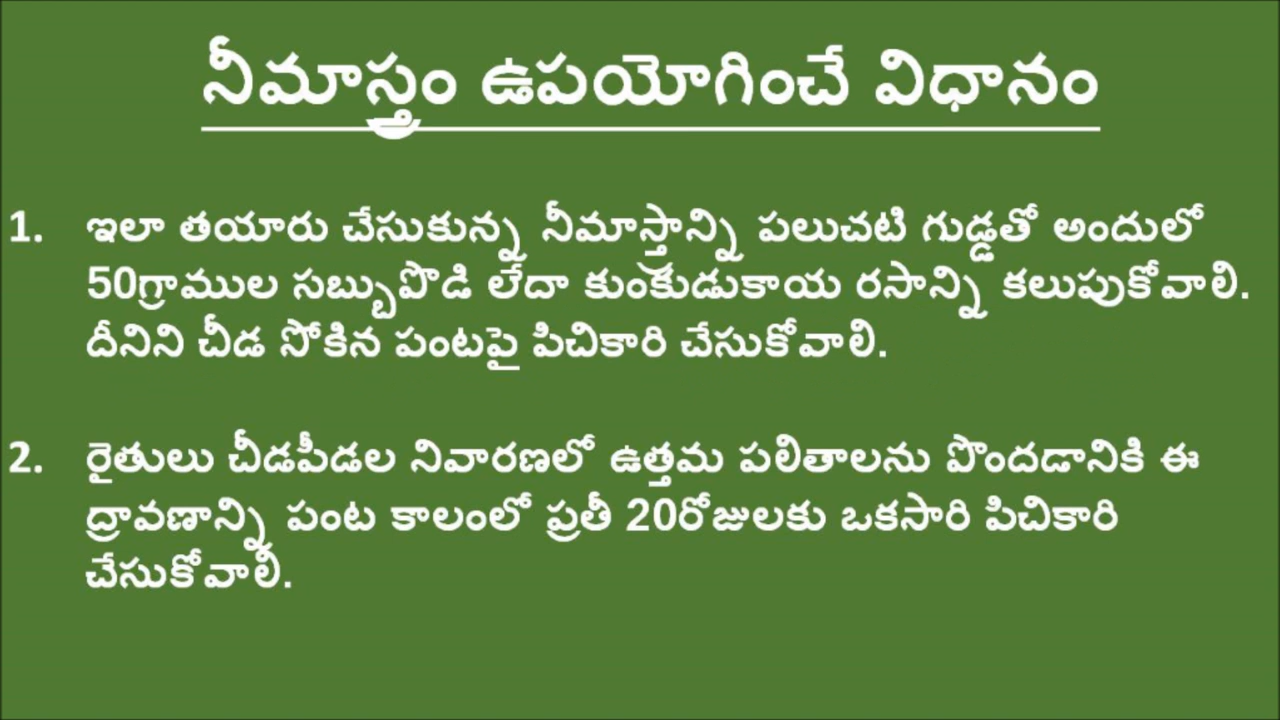 నీమాస్త్రం ఉపయోగించే విధానం
1. ఇలా తయారు చేసుకున్న నీమాస్త్రాన్ని పలుచటి గుడ్డతో అందులో
50గ్రాముల సబ్బుపొడి లేదా కుంకుడుకాయ రసాన్ని కలుపుకోవాలి.
దీనిని చీడ సోకిన పంటపై పిచికారి చేసుకోవాలి.
2. రైతులు చీడపీడల నివారణలో ఉత్తమ పలితాలను పొందడానికి ఈ
ద్రావణాన్ని పంట కాలంలో ప్రతీ 20రోజులకు ఒకసారి పిచికారి
చేసుకోవాలి.